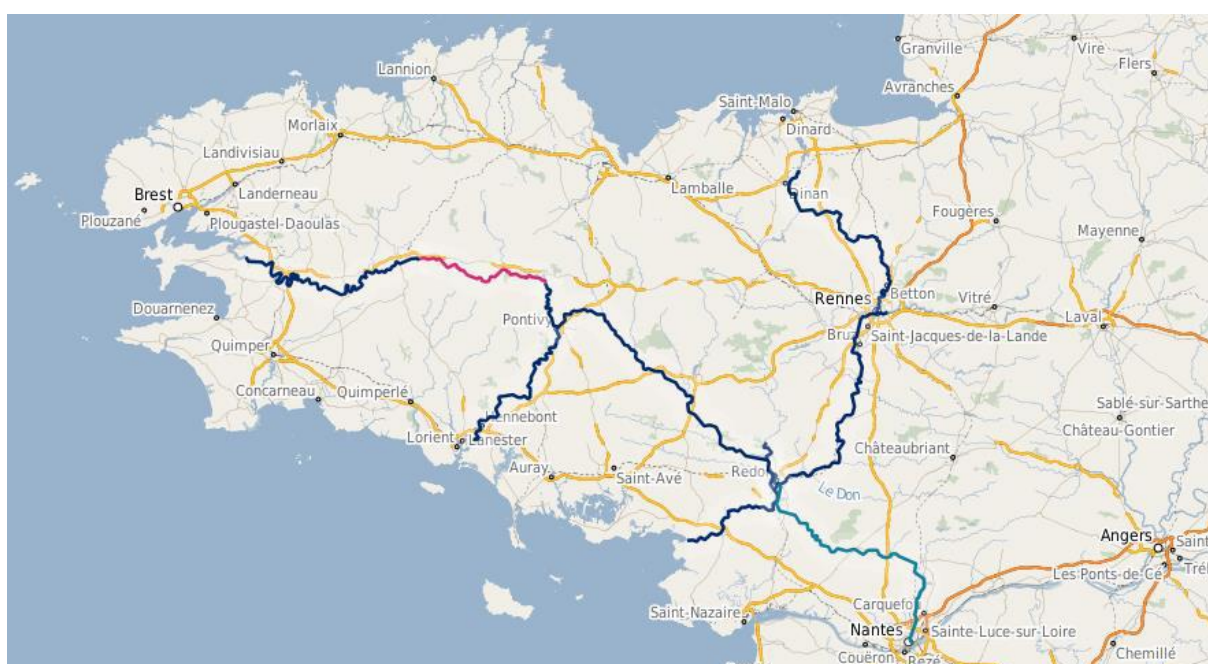 Granville
Vire
Flers
Lannion
Avranches
Saint-Malo
Morlaix
Dinard
Landivisiau
Landerneau
Lamballe
Dinan
Brest
Plouzané
Plougastel-Daoulas
Fougères
Mayenne
Betton
Rennes
Vitré
Douarnenez
Pontivy
Laval
Bruz
Saint-Jacques-de-la-Lande
Quimper
Concarneau
Quimperlé
Sablé-sur-Sarthe
Hennebont
Château-Gontier
Lorient
Lanester
Châteaubriant
Auray
Saint-Avé
Redon
Le Don
Angers
Saint
Les Ponts-de-Cé
Tré
Carquefou
Saint-Nazaire
Nantes
Sainte-Luce-sur-Loire
Couëron
Rezé
Chemillé